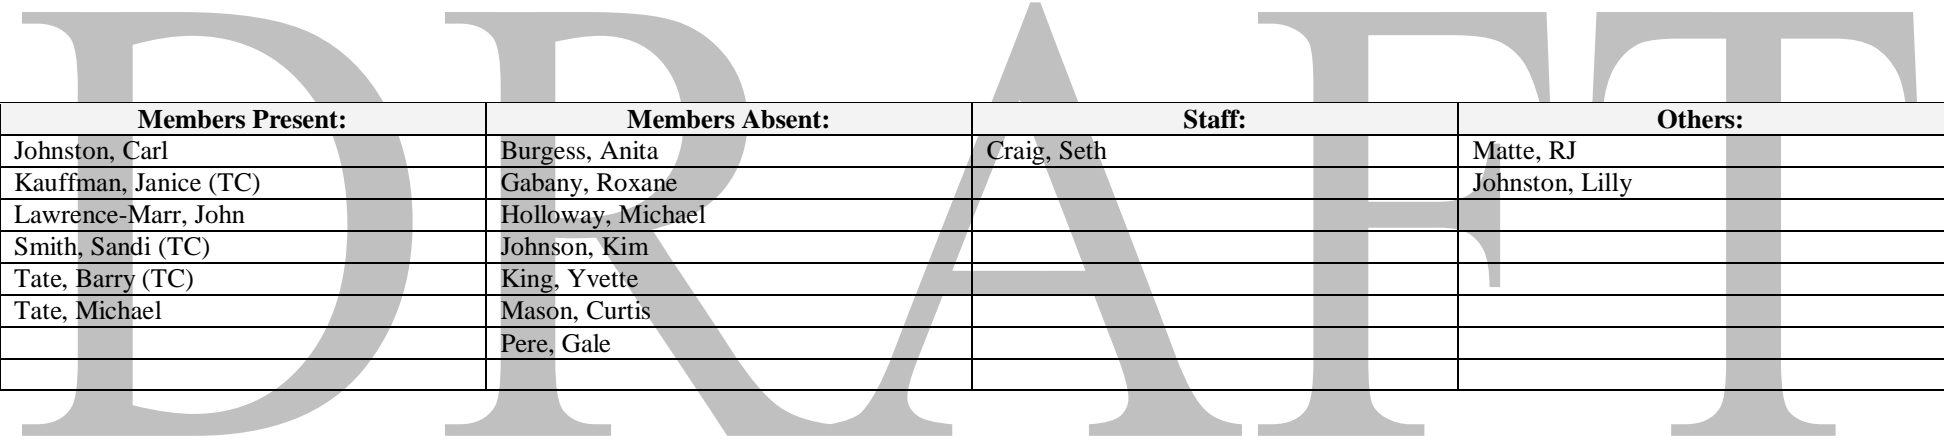 DRAFT
Members Present: Members Absent: Staff: Others:
Johnston, Carl Burgess, Anita Craig, Seth Matte, RJ
Kauffman, Janice (TC) Gabany, Roxane Johnston, Lilly
Lawrence-Marr, John Holloway, Michael
Smith, Sandi (TC) Johnson, Kim
Tate, Barry (TC) King, Yvette
Tate, Michael Mason, Curtis
Pere, Gale